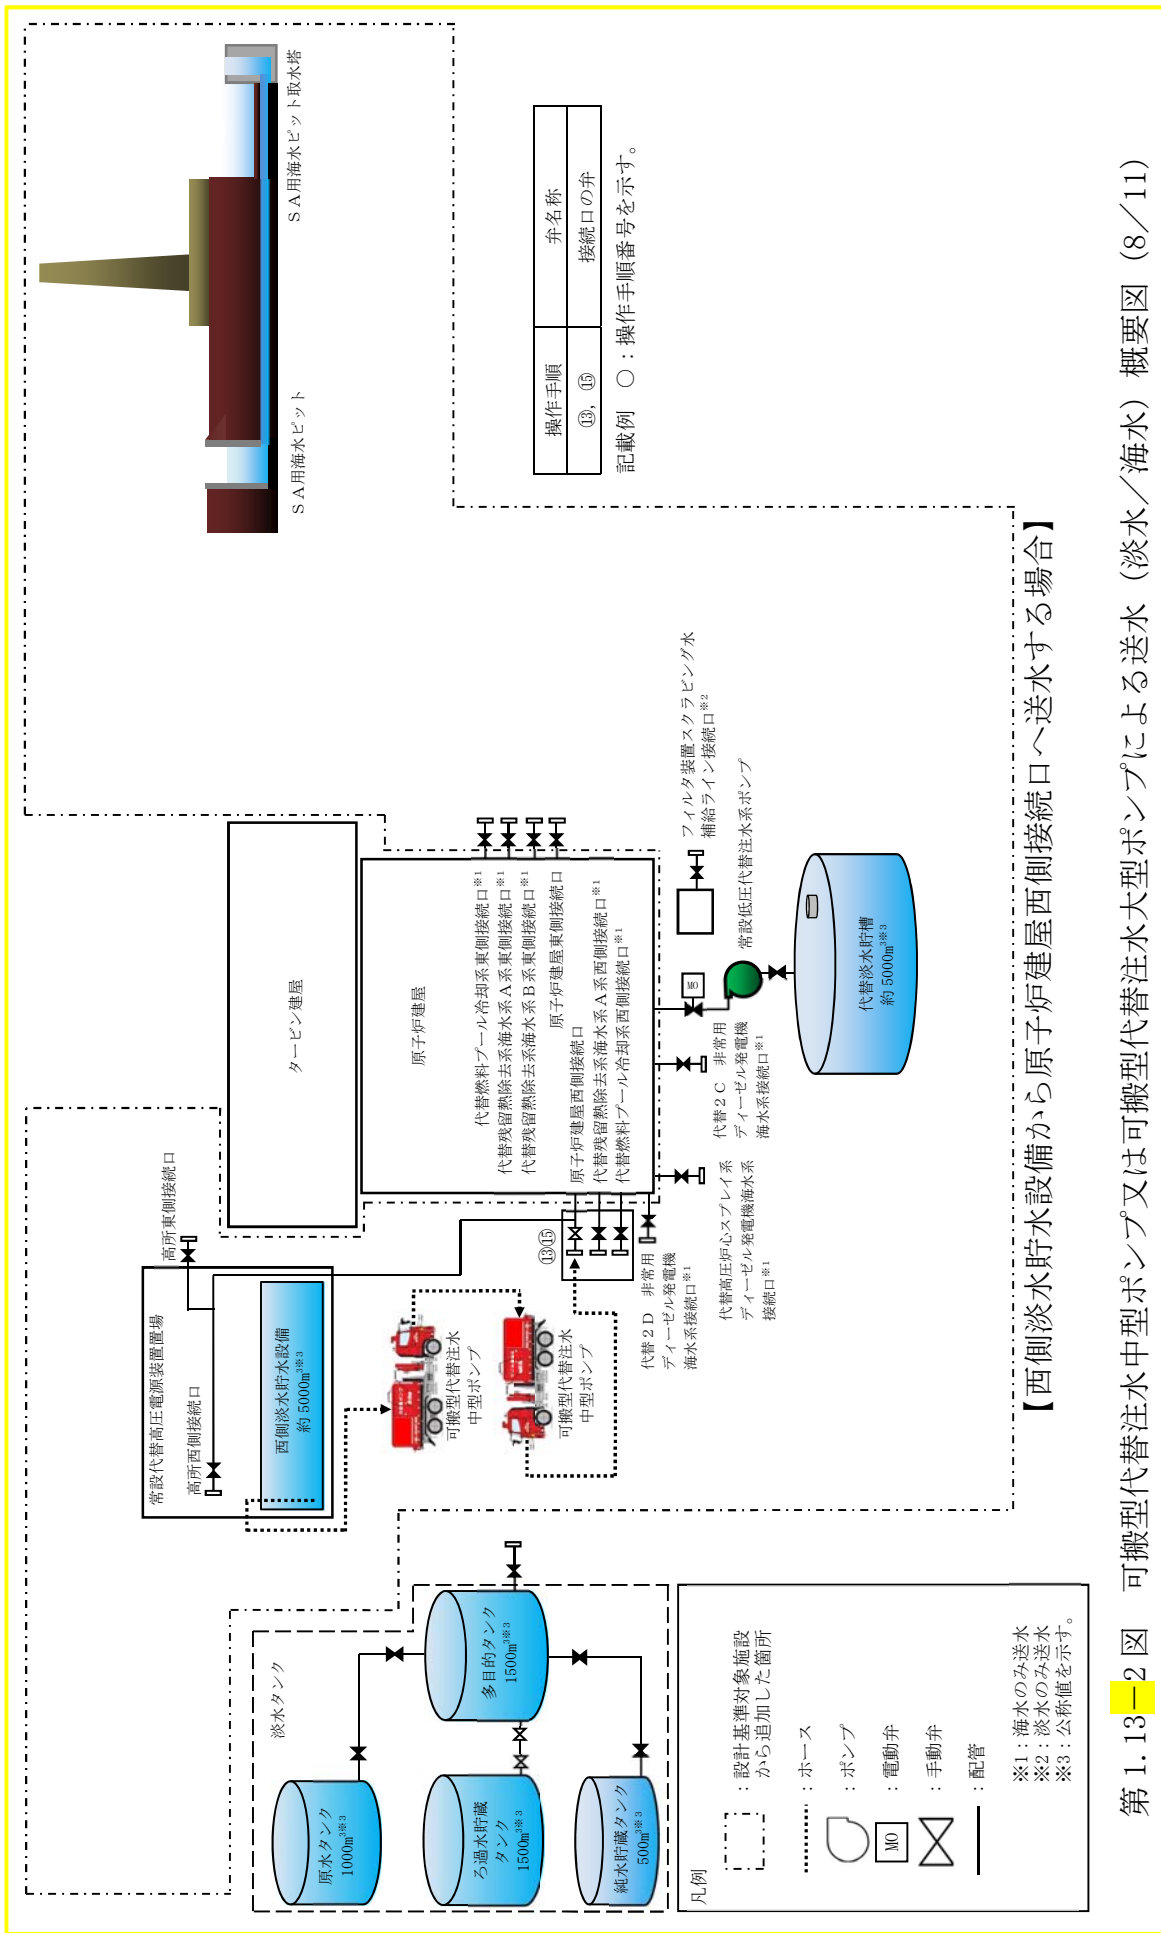 ＳＡ用海水ピット取水塔
ＳＡ用海水ピット
操作手順
弁名称
⑬，⑮
接続口の弁
記載例　○：操作手順番号を示す。
タービン建屋
原子炉建屋
高所東側接続口
常設代替高圧電源装置置場
高所西側接続口
西側淡水貯水設備
約5000m³※3
可搬型代替注水
中型ポンプ
可搬型代替注水
中型ポンプ
代替燃料プール冷却系東側接続口※1
代替残留熱除去系海水系Ａ系東側接続口※1
代替残留熱除去系海水系Ｂ系東側接続口※1
原子炉建屋東側接続口
原子炉建屋西側接続口
代替残留熱除去系海水系Ａ系西側接続口※1
代替燃料プール冷却系西側接続口※1
⑬⑮
代替２Ｄ　非常用
ディーゼル発電機
海水系接続口※1
代替高圧炉心スプレイ系
ディーゼル発電機海水系
接続口※1
代替２Ｃ　非常用
ディーゼル発電機
海水系接続口※1
MO
フィルタ装置スクラビング水
補給ライン接続口※2
常設低圧代替注水系ポンプ
代替淡水貯槽
約5000m³※3
淡水タンク
原水タンク
1000m³※3
多目的タンク
1500m³※3
ろ過水貯蔵
タンク
1500m³※3
純水貯蔵タンク
500m³※3
凡例
：設計基準対象施設
から追加した箇所
：ホース
：ポンプ
MO
：電動弁
：手動弁
：配管
※1：海水のみ送水
※2：淡水のみ送水
※3：公称値を示す。
【西側淡水貯水設備から原子炉建屋西側接続口へ送水する場合】
第1.13－2図　可搬型代替注水中型ポンプ又は可搬型代替注水大型ポンプによる送水（淡水／海水）概要図（8／11）